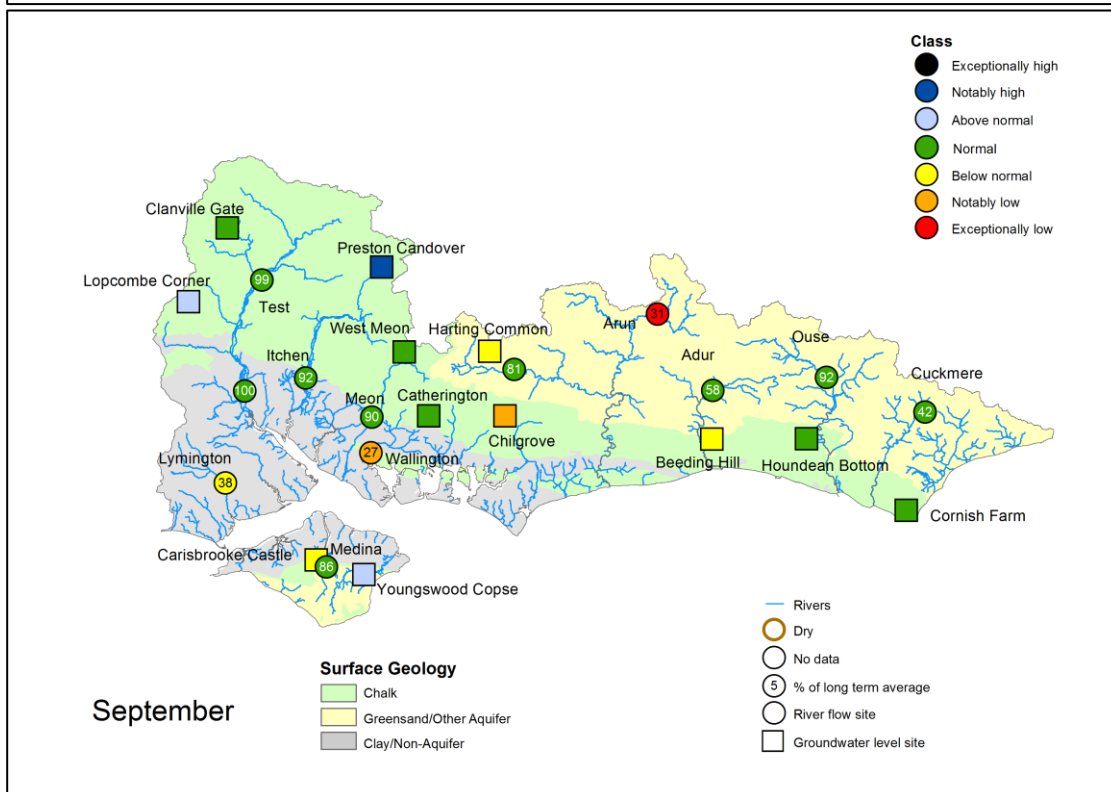 Class
Exceptionally high
Notably high
Above normal
Normal
Below normal
Notably low
Exceptionally low
Clanville Gate
Preston Candover
Lopcombe Corner
99
Test
31
Arun
West Meon
Harting Common
Ouse
Itchen
Adur
81
92
92
Cuckmere
100
58
Meon
Catherington
90
42
Chilgrove
27
Wallington
Beeding Hill
Houndean Bottom
Lymington
38
Cornish Farm
Carisbrooke Castle
Medina
86
Youngswood Copse
Rivers
Dry
No data
5 % of long term average
River flow site
Groundwater level site
Surface Geology
Chalk
Greensand/Other Aquifer
Clay/Non-Aquifer
September